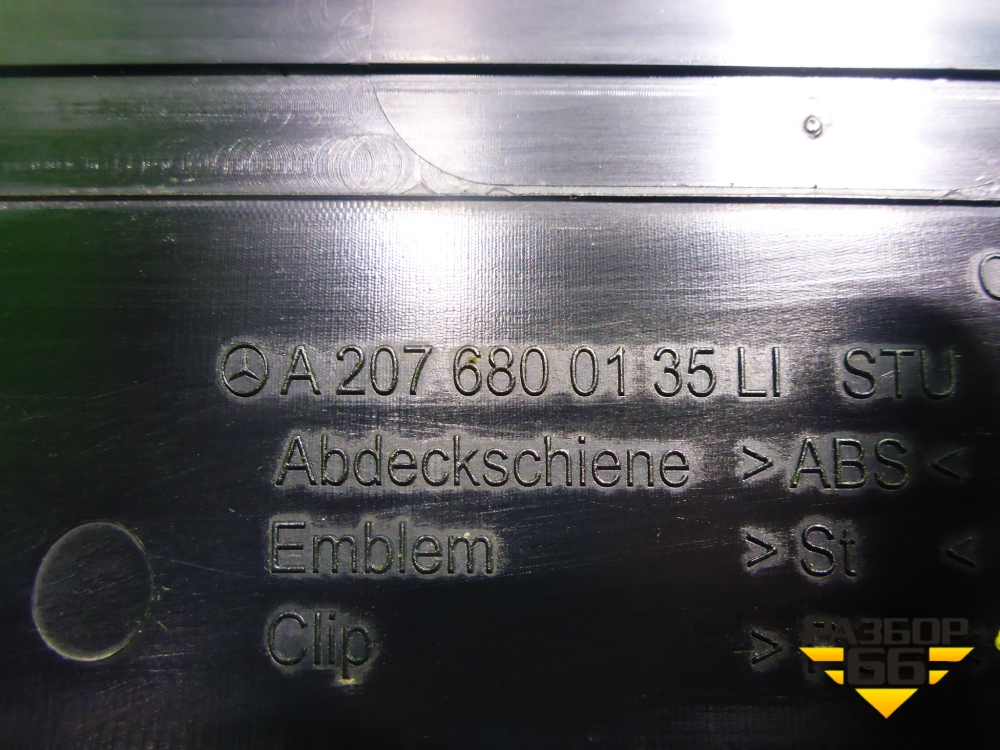 A 207 680 01 35 LI STU
Abdeckschiene >ABS<
Emblem >St <
Clip >
РАЗБОР
66